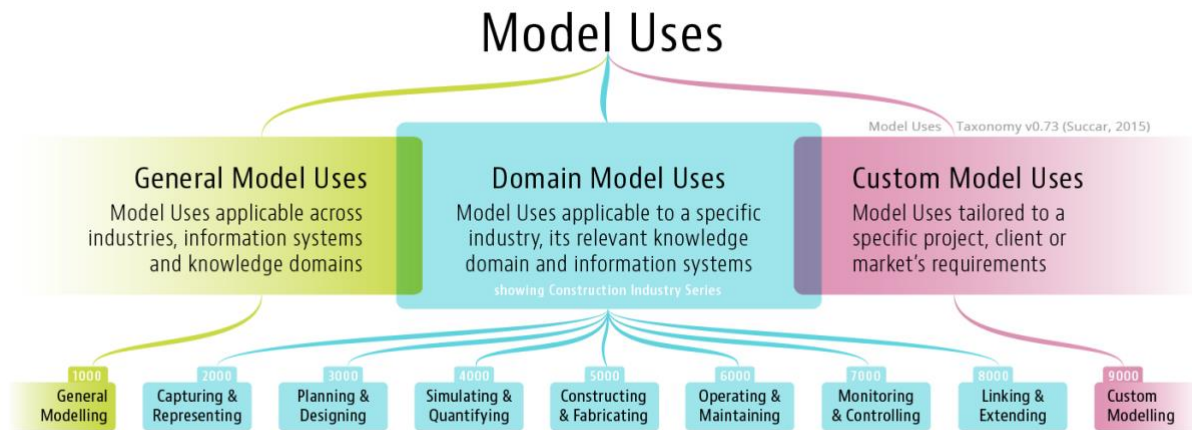 Model Uses
Model Uses Taxonomy v0.73 (Succar, 2015)
General Model Uses
Model Uses applicable across
industries, information systems
and knowledge domains
Domain Model Uses
Model Uses applicable to a specific
industry, its relevant knowledge
domain and information systems
showing Construction Industry Series
Custom Model Uses
Model Uses tailored to a
specific project, client or
market's requirements
1000
General
Modelling
2000
Capturing &
Representing
3000
Planning &
Designing
4000
Simulating &
Quantifying
5000
Constructing
& Fabricating
6000
Operating &
Maintaining
7000
Monitoring
& Controlling
8000
Linking &
Extending
9000
Custom
Modelling